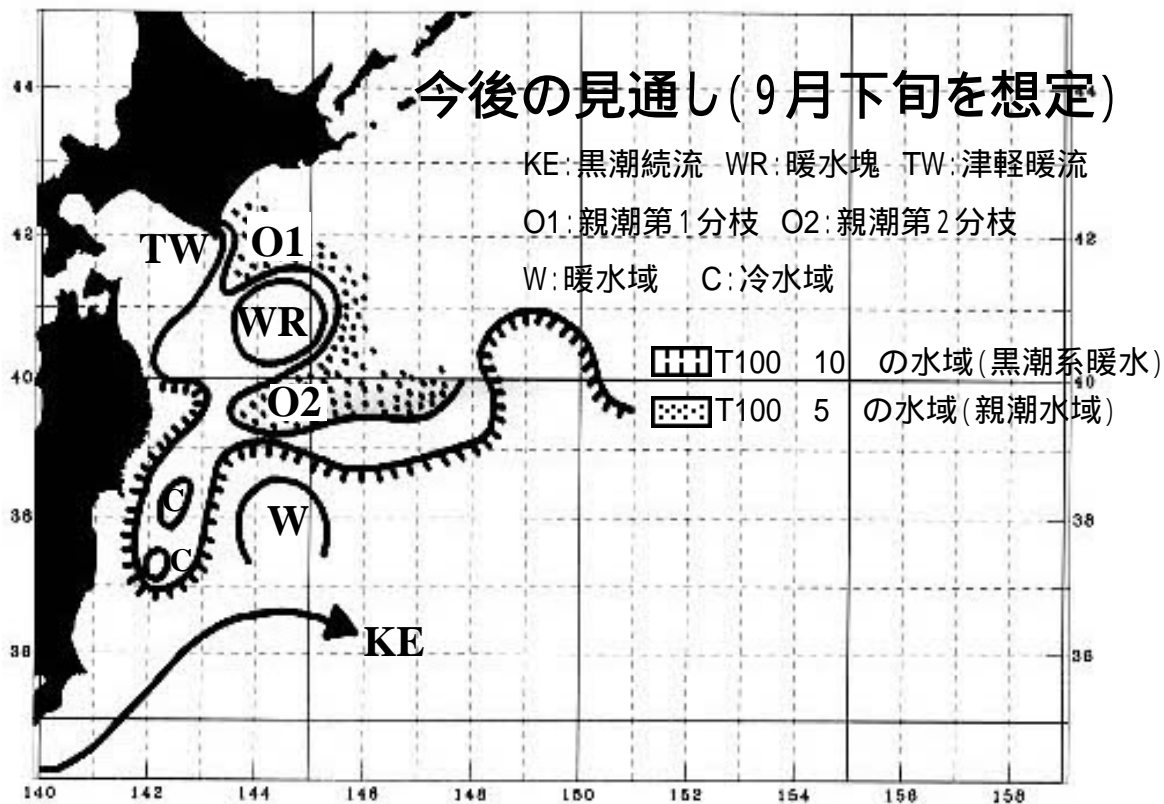 44
今後の見通し(9月下旬を想定)
44
KE:黒潮続流 WR:暖水塊 TW:津軽暖流
42
TW
O1
O1:親潮第1分枝 O2:親潮第2分枝
42
W:暖水域 C:冷水域
WR
T100 10 の水域(黒潮系暖水)
40
40
O2
T100 5 の水域(親潮水域)
C
38
W
38
C
KE
36
36
140 142 144 146 148 150 152 154 156 158